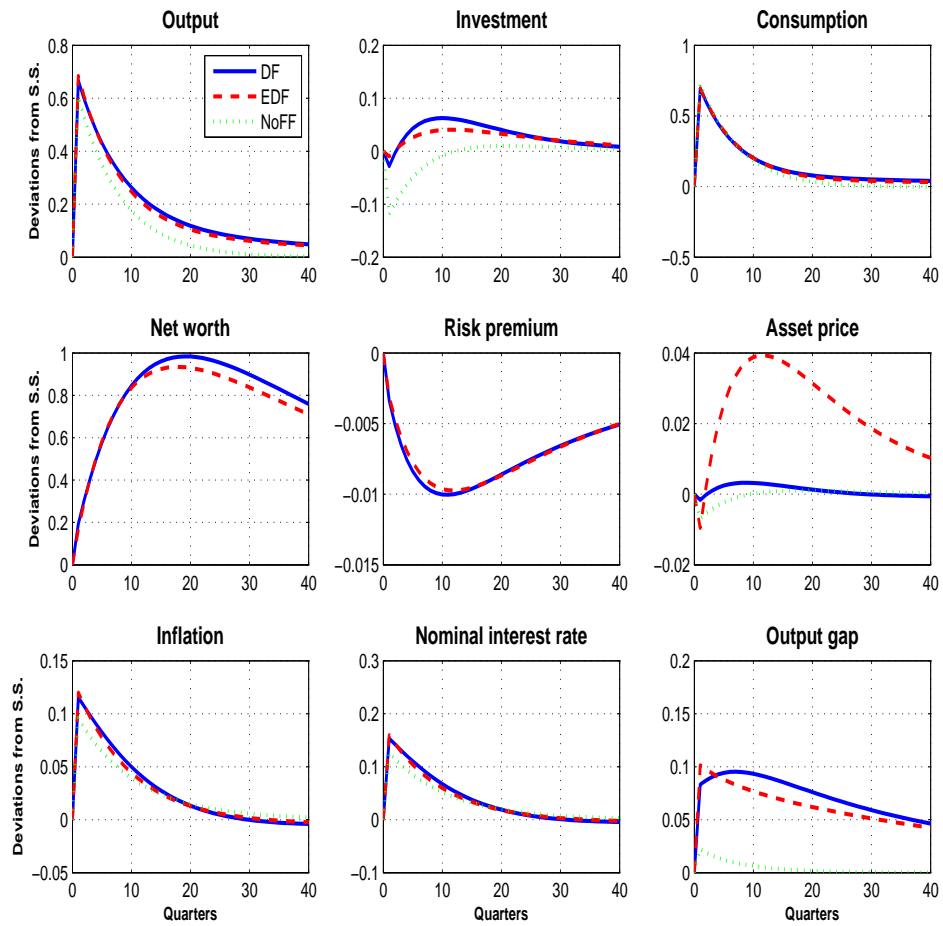 Output
Investment
Consumption
Deviations from S.S.
0.8
0.6
0.4
0.2
0
0 10 20 30 40
DF
EDF
NoFF
0.2
0.1
0
−0.1
−0.2
0 10 20 30 40
1
0.5
0
−0.5
0 10 20 30 40
Net worth
Risk premium
Asset price
Deviations from S.S.
1
0.8
0.6
0.4
0.2
0
0 10 20 30 40
0
−0.005
−0.01
−0.015
0 10 20 30 40
0.04
0.02
0
−0.02
0 10 20 30 40
Inflation
Nominal interest rate
Output gap
Deviations from S.S.
0.15
0.1
0.05
0
−0.05
0 10 20 30 40
Quarters
0.3
0.2
0.1
0
−0.1
0 10 20 30 40
Quarters
0.2
0.15
0.1
0.05
0
0 10 20 30 40
Quarters